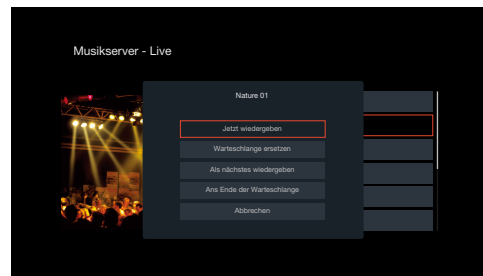 Musikserver - Live
Nature 01
Jetzt wiedergeben
Warteschlange ersetzen
Als nächstes wiedergeben
Ans Ende der Warteschlange
Abbrechen